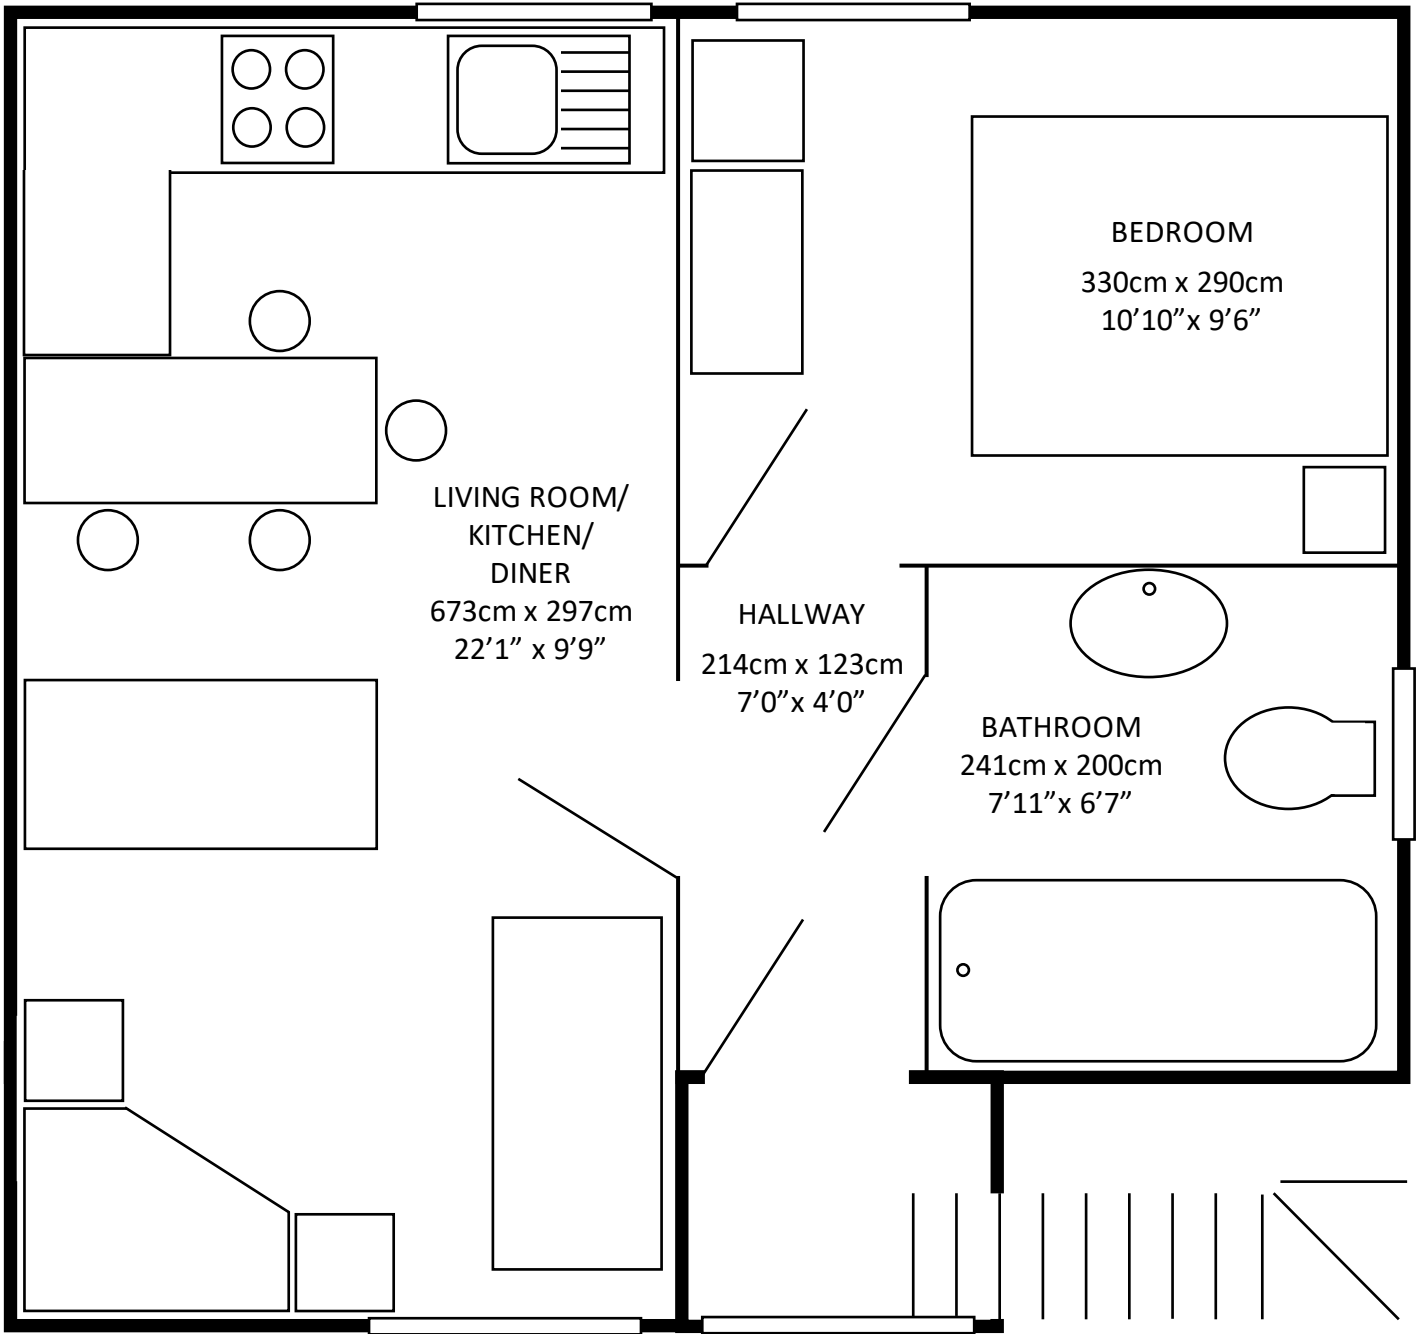 BEDROOM
330cm x 290cm
10’10”x 9’6”
LIVING ROOM/
KITCHEN/
DINER
673cm x 297cm
22’1” x 9’9”
HALLWAY
214cm x 123cm
7’0”x 4’0”
BATHROOM
241cm x 200cm
7’11”x 6’7”